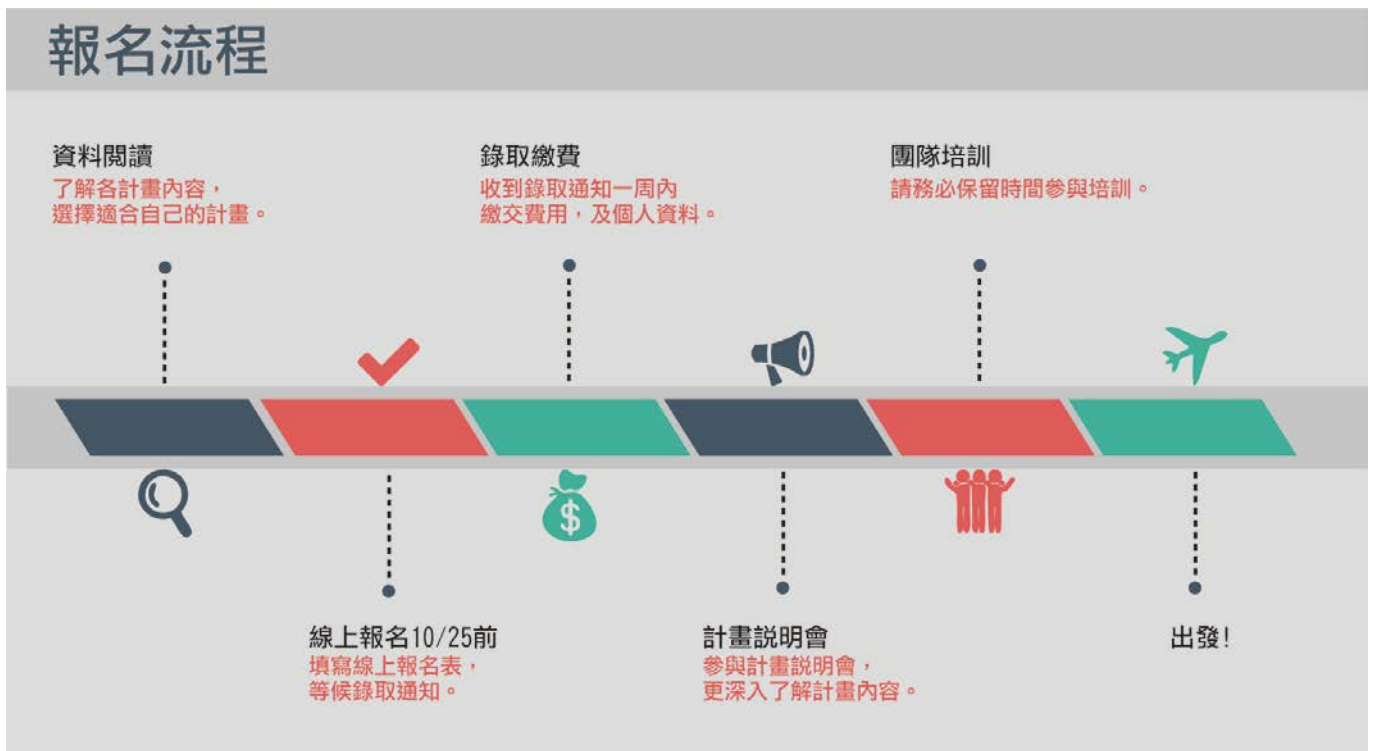 報名流程
資料閱讀
了解各計畫內容，
選擇適合自己的計畫。
線上報名10/25前
填寫線上報名表，
等候錄取通知。
錄取繳費
收到錄取通知一周內
繳交費用，及個人資料。
計畫說明會
參與計畫說明會，
更深入了解計畫內容。
團隊培訓
請務必保留時間參與培訓。
出發!
$